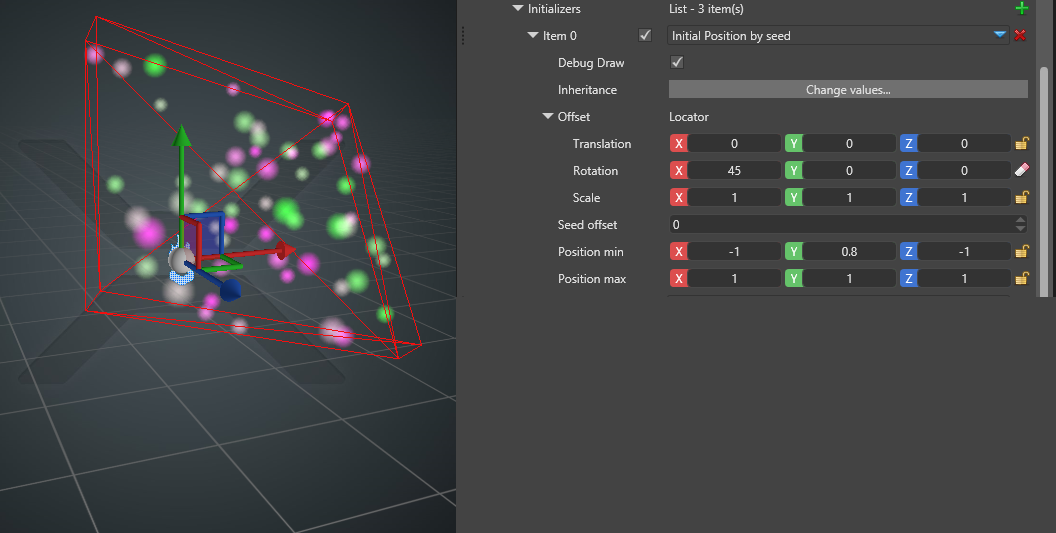 Initializers List - 3 item(s)
Item 0 Initial Position by seed
Debug Draw
Inheritance Change values...
Offset Locator
Translation X 0 Y 0 Z 0
Rotation X 45 Y 0 Z 0
Scale X 1 Y 1 Z 1
Seed offset 0
Position min X -1 Y 0.8 Z -1
Position max X 1 Y 1 Z 1